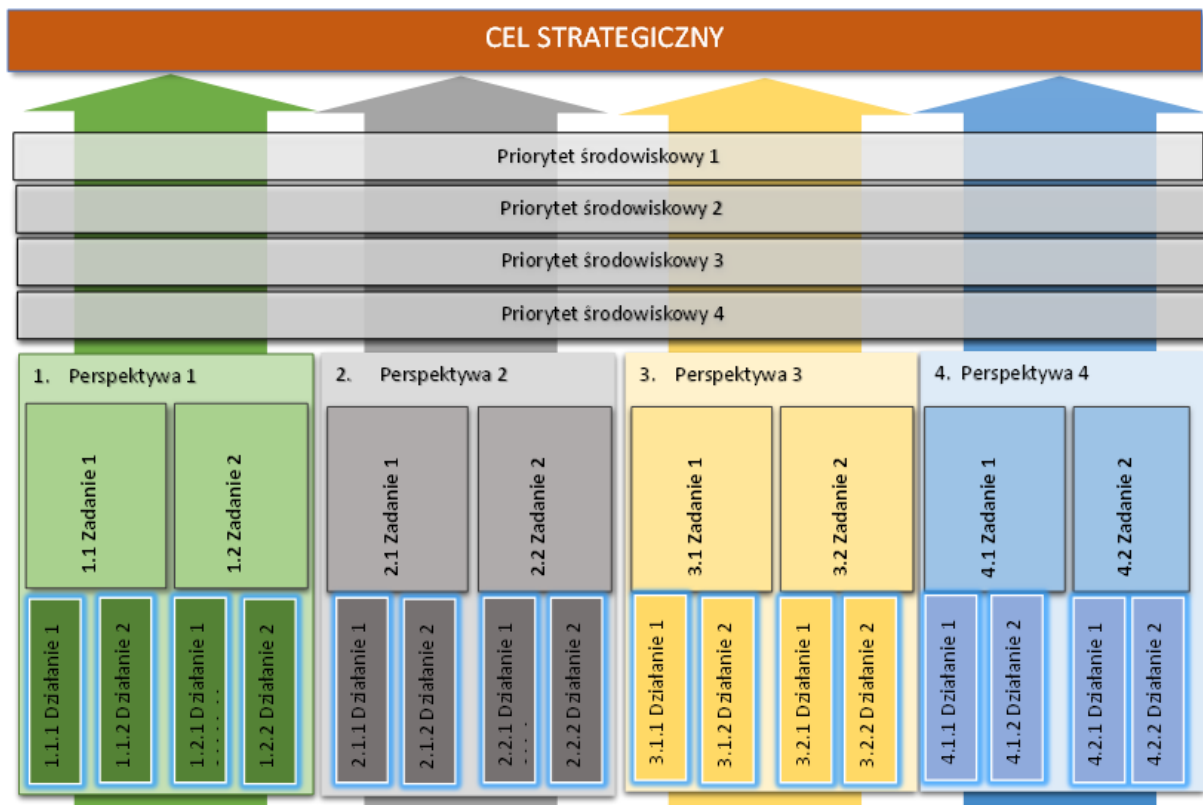 CEL STRATEGICZNY
Priorytet środowiskowy 1
Priorytet środowiskowy 2
Priorytet środowiskowy 3
Priorytet środowiskowy 4
1. Perspektywa 1
1.1 Zadanie 1
1.2 Zadanie 2
1.1.1 Działanie 1
1.1.2 Działanie 2
1.2.1 Działanie 1
1.2.2 Działanie 2
2. Perspektywa 2
2.1 Zadanie 1
2.2 Zadanie 2
2.1.1 Działanie 1
2.1.2 Działanie 2
2.2.1 Działanie 1
2.2.2 Działanie 2
3. Perspektywa 3
3.1 Zadanie 1
3.2 Zadanie 2
3.1.1 Działanie 1
3.1.2 Działanie 2
3.2.1 Działanie 1
3.2.2 Działanie 2
4. Perspektywa 4
4.1 Zadanie 1
4.2 Zadanie 2
4.1.1 Działanie 1
4.1.2 Działanie 2
4.2.1 Działanie 1
4.2.2 Działanie 2